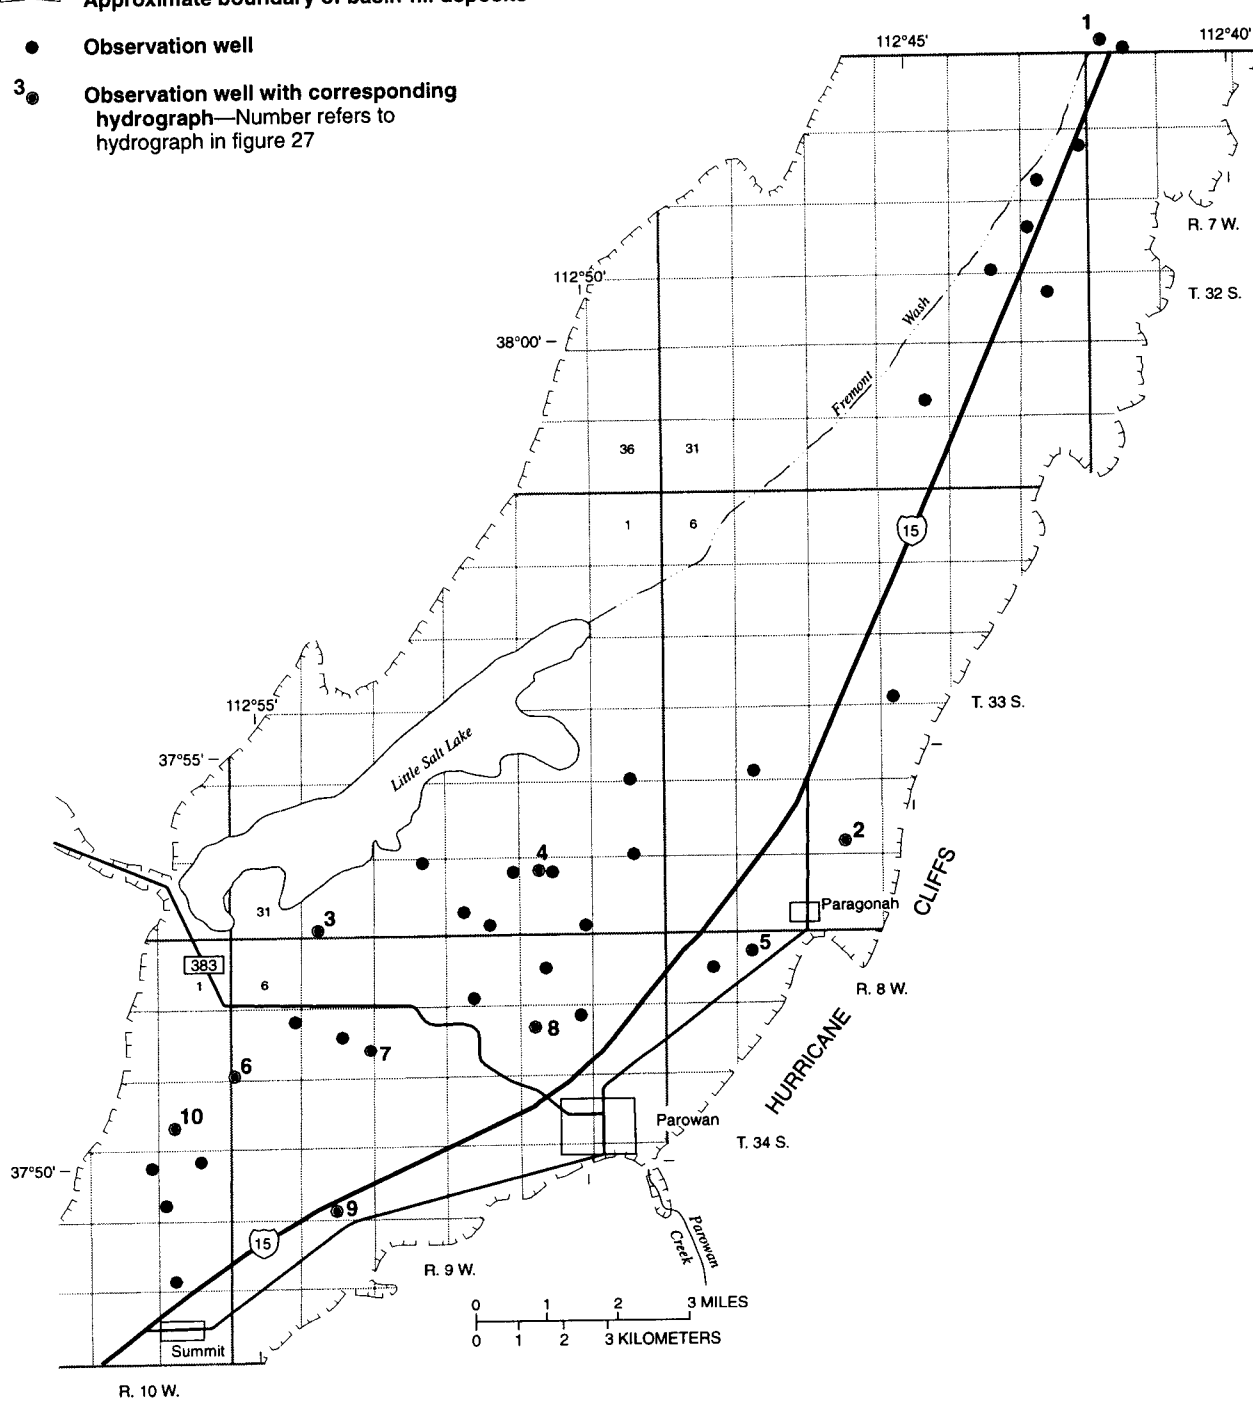 Approximate boundary of basin-fill deposits
Observation well
3
Observation well with corresponding
hydrograph—Number refers to
hydrograph in figure 27
1
112°45'
112°40'
R. 7 W.
112°50'
T. 32 S.
Wash
38°00'
Fremont
36
31
1
6
15
T. 33 S.
112°55'
Little Salt Lake
37°55'
2
4
CLIFFS
Paragonah
31
3
5
383
1
6
R. 8 W.
8
HURRICANE
7
6
10
Parowan
T. 34 S.
37°50'
9
Parowan
Creek
15
R. 9 W.
0 1 2 3 MILES
0 1 2 3 KILOMETERS
Summit
R. 10 W.